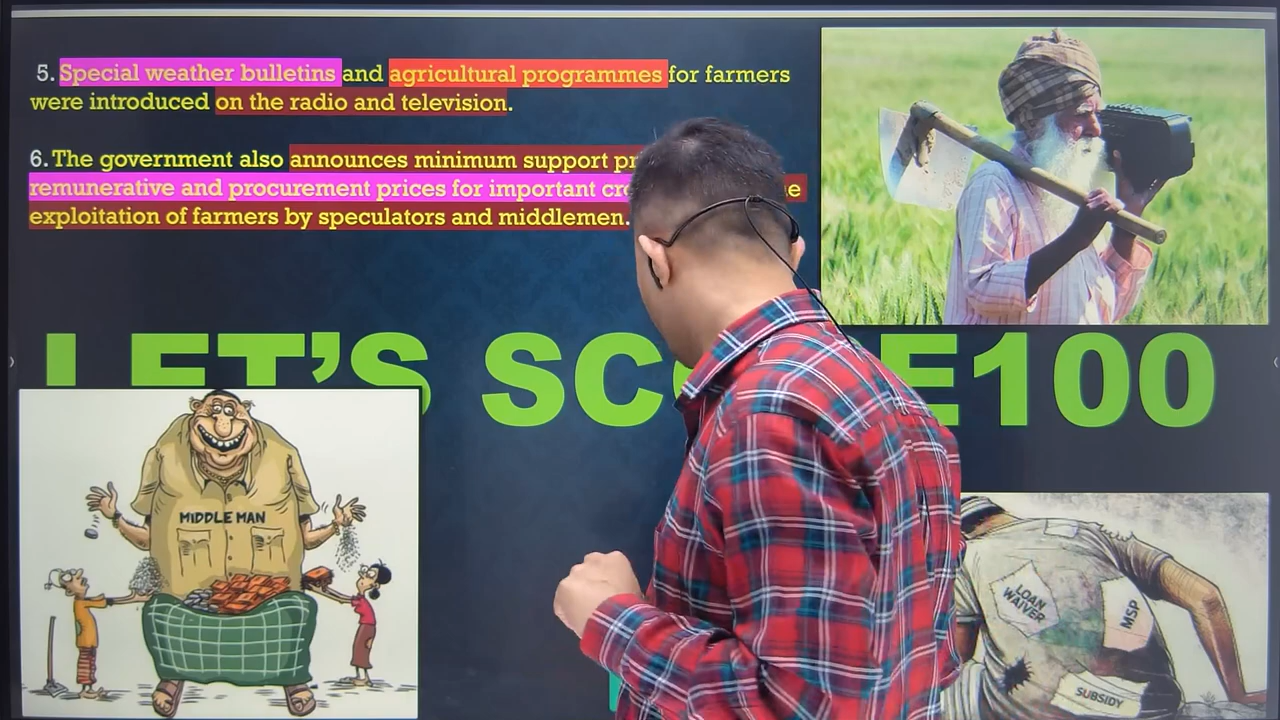 5. Special weather bulletins and agricultural programmes for farmers
were introduced on the radio and television.
6. The government also announces minimum support
remunerative and procurement prices for important
exploitation of farmers by speculators and middlemen.
LET'S 100
MIDDLE MAN
LOAN
WAIVER
MSP
SUBSIDY